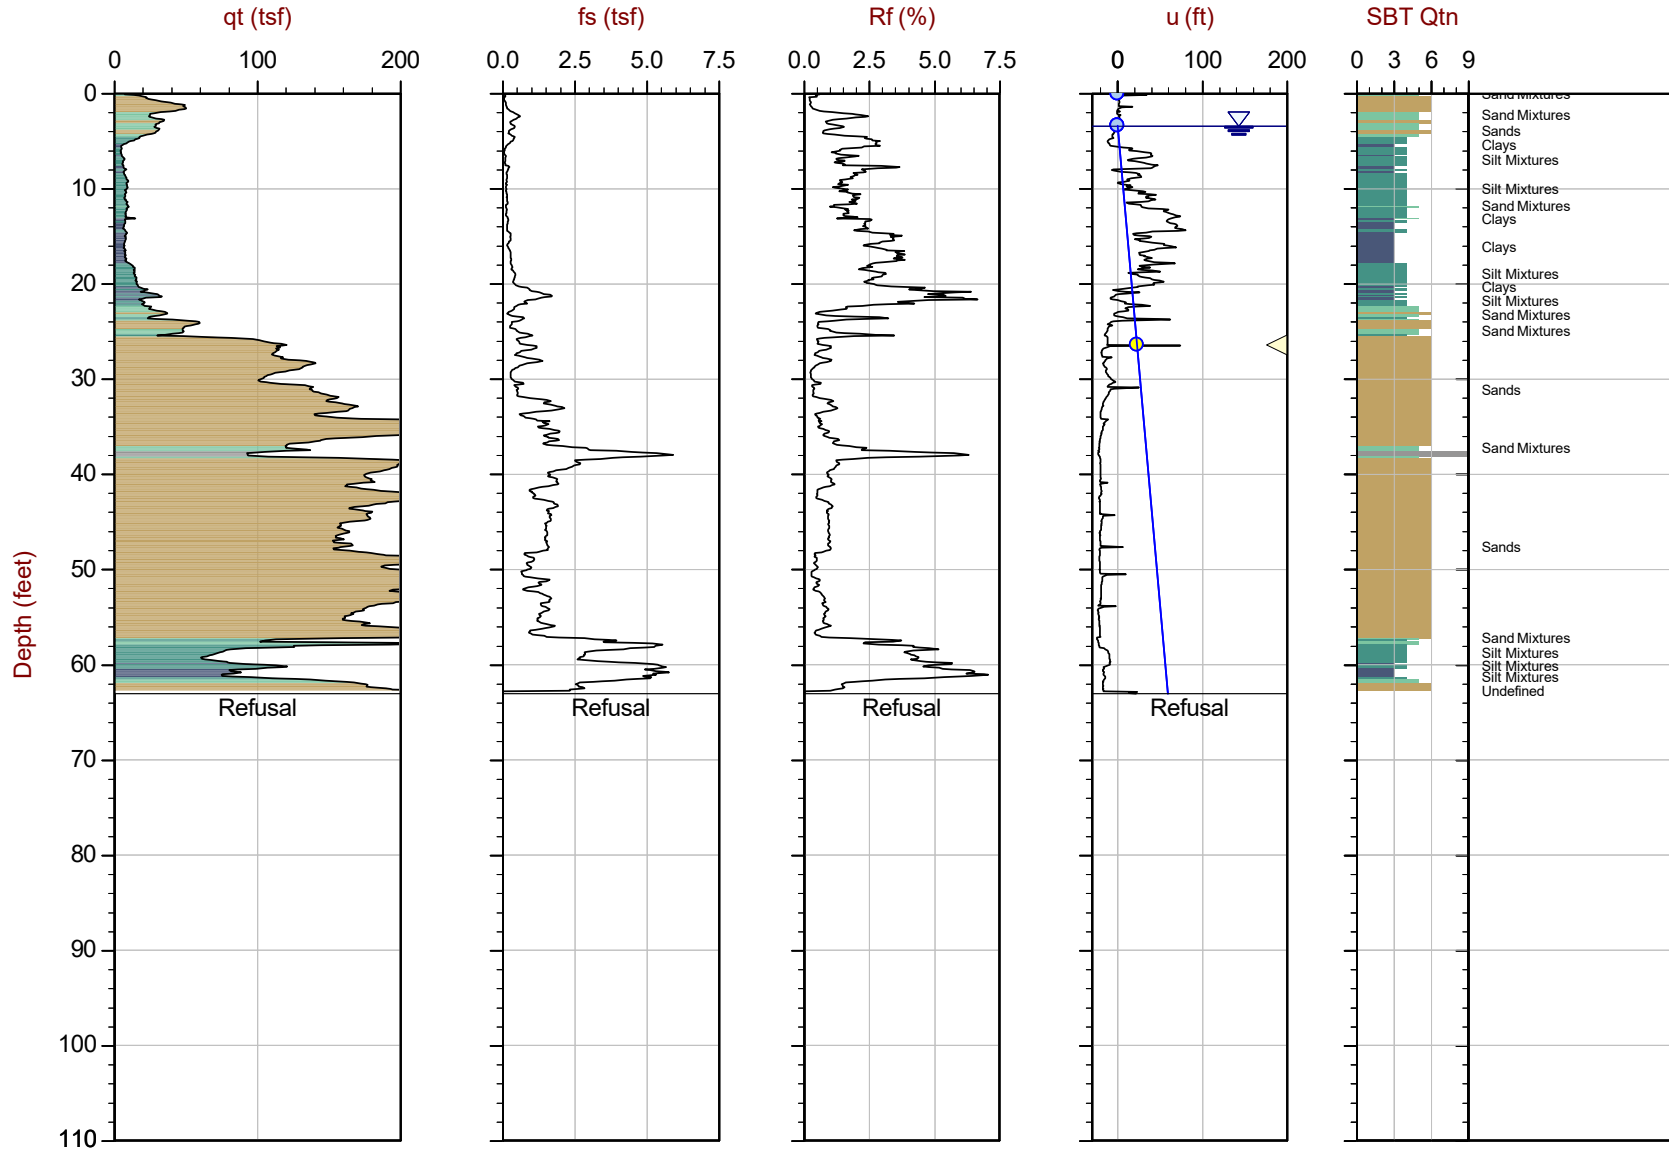 qt (tsf) fs (tsf) Rf (%) u (ft) SBT Qtn
0 100 200 0.0 2.5 5.0 7.5 0.0 2.5 5.0 7.5 0 100 200 0 3 6 9
0
Sand Mixtures
Sand Mixtures
Sands
Clays
Silt Mixtures
10
Silt Mixtures
Sand Mixtures
Clays
Clays
Silt Mixtures
20
Clays
Silt Mixtures
Sand Mixtures
Sand Mixtures
30
Sands
Sand Mixtures
40
Sands
50
Depth (feet)
Sand Mixtures
Silt Mixtures
60
Silt Mixtures
Silt Mixtures
Undefined
Refusal Refusal Refusal Refusal
70
80
90
100
110